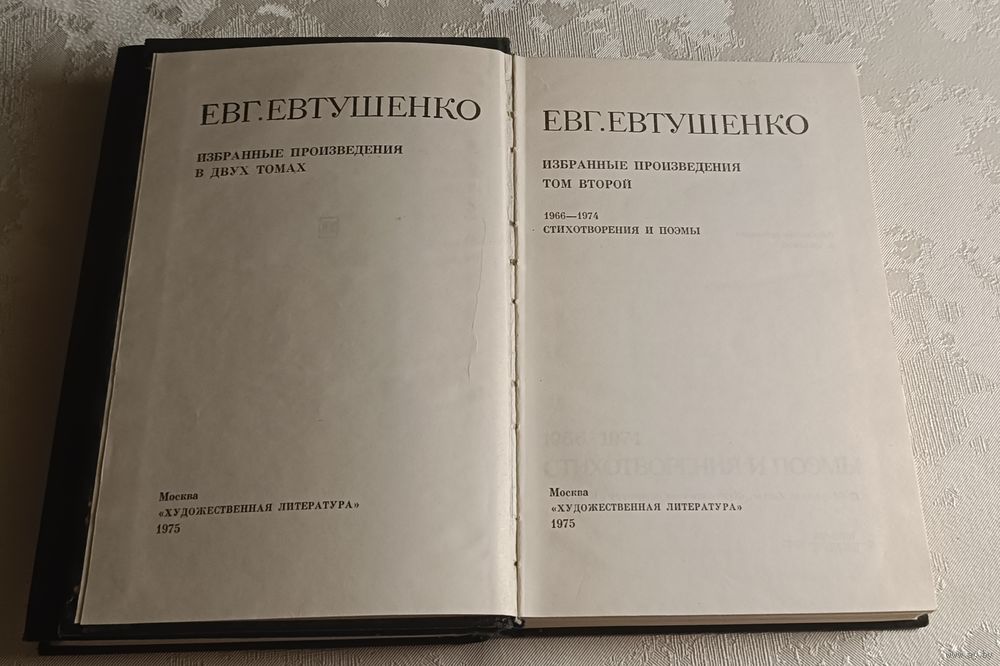 ЕВГ.ЕВТУШЕНКО
ИЗБРАННЫЕ ПРОИЗВЕДЕНИЯ
В ДВУХ ТОМАХ
Москва
«ХУДОЖЕСТВЕННАЯ ЛИТЕРАТУРА»
1975
ЕВГ.ЕВТУШЕНКО
ИЗБРАННЫЕ ПРОИЗВЕДЕНИЯ
ТОМ ВТОРОЙ
1966—1974
СТИХОТВОРЕНИЯ И ПОЭМЫ
Москва
«ХУДОЖЕСТВЕННАЯ ЛИТЕРАТУРА»
1975